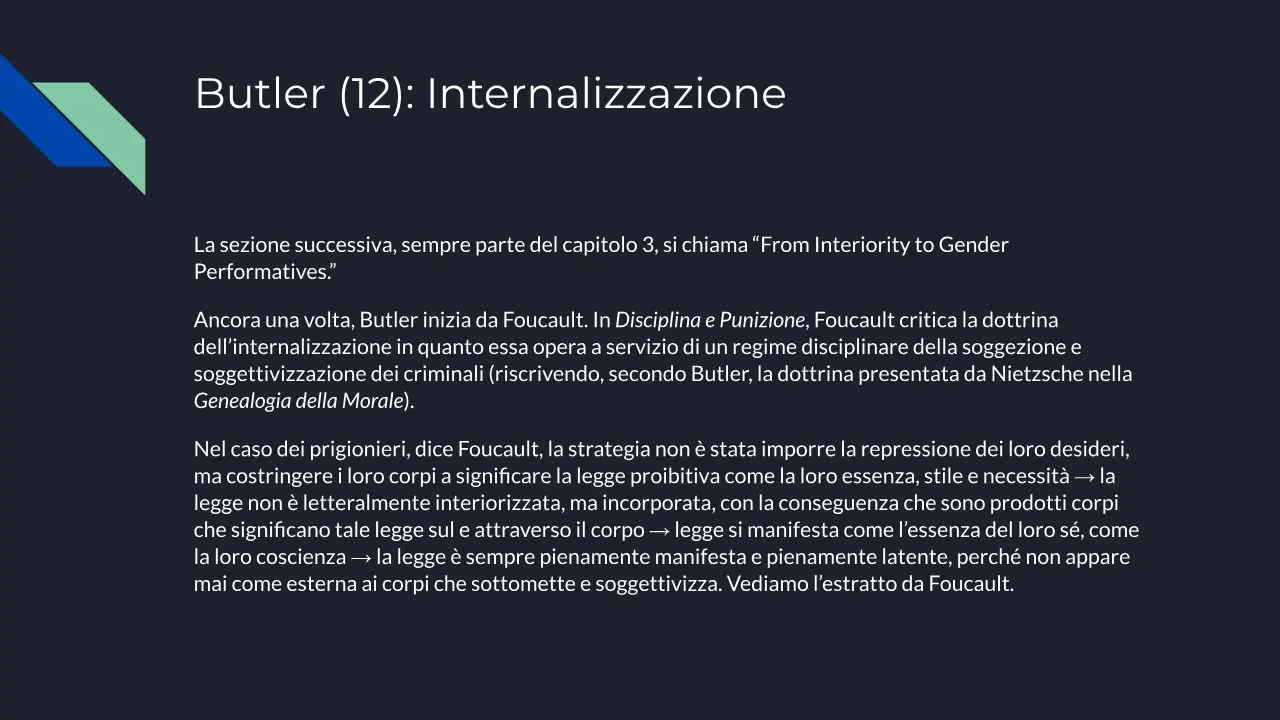 Butler (12): Internalizzazione
La sezione successiva, sempre parte del capitolo 3, si chiama “From Interiority to Gender
Performatives.”
Ancora una volta, Butler inizia da Foucault. In Disciplina e Punizione, Foucault critica la dottrina
dell’internalizzazione in quanto essa opera a servizio di un regime disciplinare della soggezione e
soggettivizzazione dei criminali (riscrivendo, secondo Butler, la dottrina presentata da Nietzsche nella
Genealogia della Morale).
Nel caso dei prigionieri, dice Foucault, la strategia non è stata imporre la repressione dei loro desideri,
ma costringere i loro corpi a significare la legge proibitiva come la loro essenza, stile e necessità → la
legge non è letteralmente interiorizzata, ma incorporata, con la conseguenza che sono prodotti corpi
che significano tale legge sul e attraverso il corpo → legge si manifesta come l’essenza del loro sé, come
la loro coscienza → la legge è sempre pienamente manifesta e pienamente latente, perché non appare
mai come esterna ai corpi che sottomette e soggettivizza. Vediamo l’estratto da Foucault.